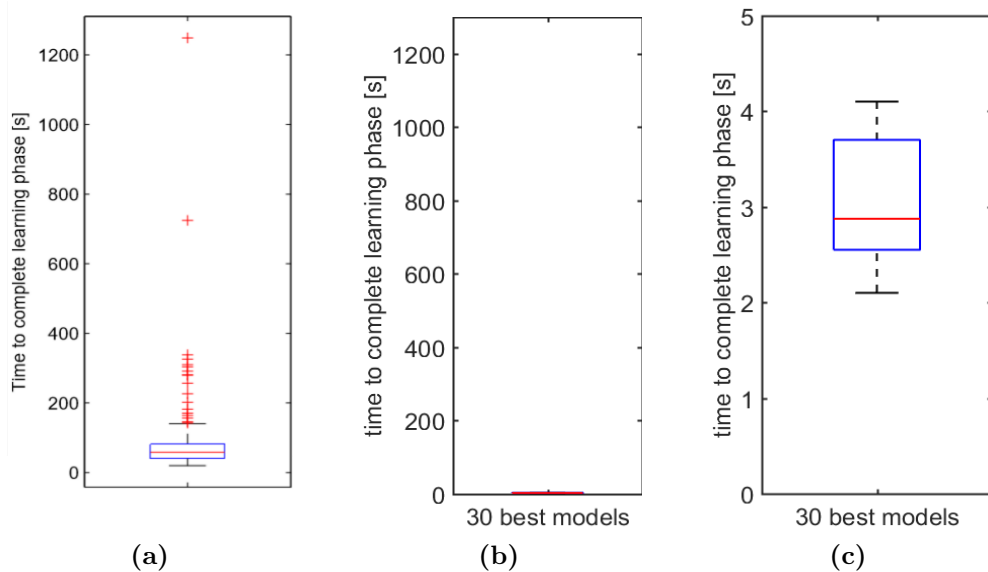 Time to complete learning phase [s]
1200
1000
800
600
400
200
0
(a)
time to complete learning phase [s]
1200
1000
800
600
400
200
0
30 best models
(b)
time to complete learning phase [s]
5
4
3
2
1
0
30 best models
(c)